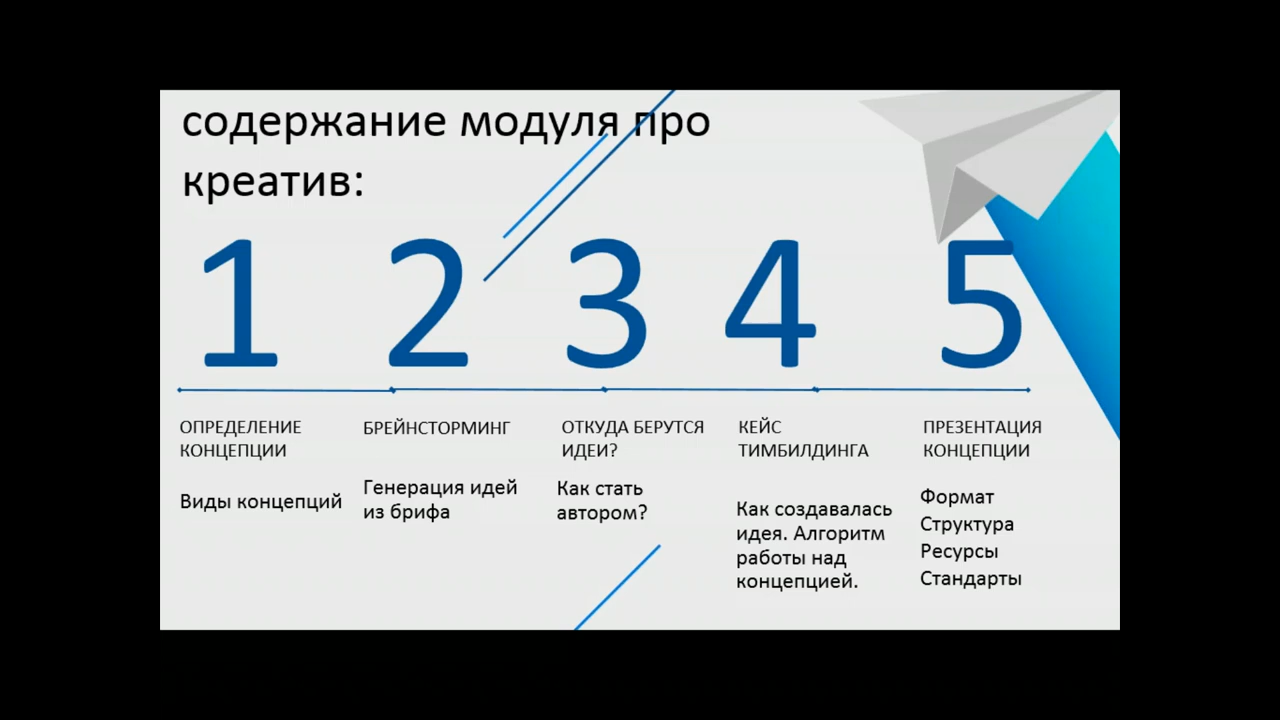 содержание модуля про
креатив:
1 2 3 4 5
ОПРЕДЕЛЕНИЕ
КОНЦЕПЦИИ
Виды концепций
БРЕЙНСТОРМИНГ
Генерация идей
из брифа
ОТКУДА БЕРУТСЯ
ИДЕИ?
Как стать
автором?
КЕЙС
ТИМБИЛДИНГА
Как создавалась
идея. Алгоритм
работы над
концепцией.
ПРЕЗЕНТАЦИЯ
КОНЦЕПЦИИ
Формат
Структура
Ресурсы
Стандарты